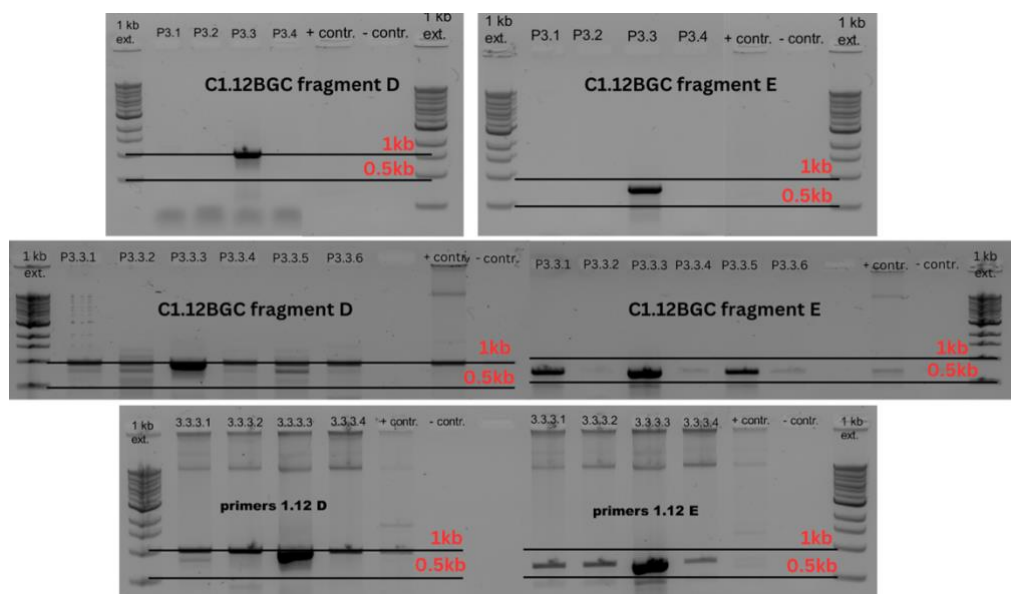 1 kb ext. P3.1 P3.2 P3.3 P3.4 + contr. - contr. 1 kb ext.
C1.12BGC fragment D
1kb
0.5kb
1 kb ext. P3.1 P3.2 P3.3 P3.4 + contr. - contr. 1 kb ext.
C1.12BGC fragment E
1kb
0.5kb
1 kb ext. P3.3.1 P3.3.2 P3.3.3 P3.3.4 P3.3.5 P3.3.6 + contr. - contr.
C1.12BGC fragment D
1kb
0.5kb
P3.3.1 P3.3.2 P3.3.3 P3.3.4 P3.3.5 P3.3.6 + contr. - contr. 1 kb ext.
C1.12BGC fragment E
1kb
0.5kb
1 kb ext. 3.3.3.1 3.3.3.2 3.3.3.3 3.3.3.4 + contr. - contr.
primers 1.12 D
1kb
0.5kb
3.3.3.1 3.3.3.2 3.3.3.3 3.3.3.4 + contr. - contr. 1 kb ext.
primers 1.12 E
1kb
0.5kb